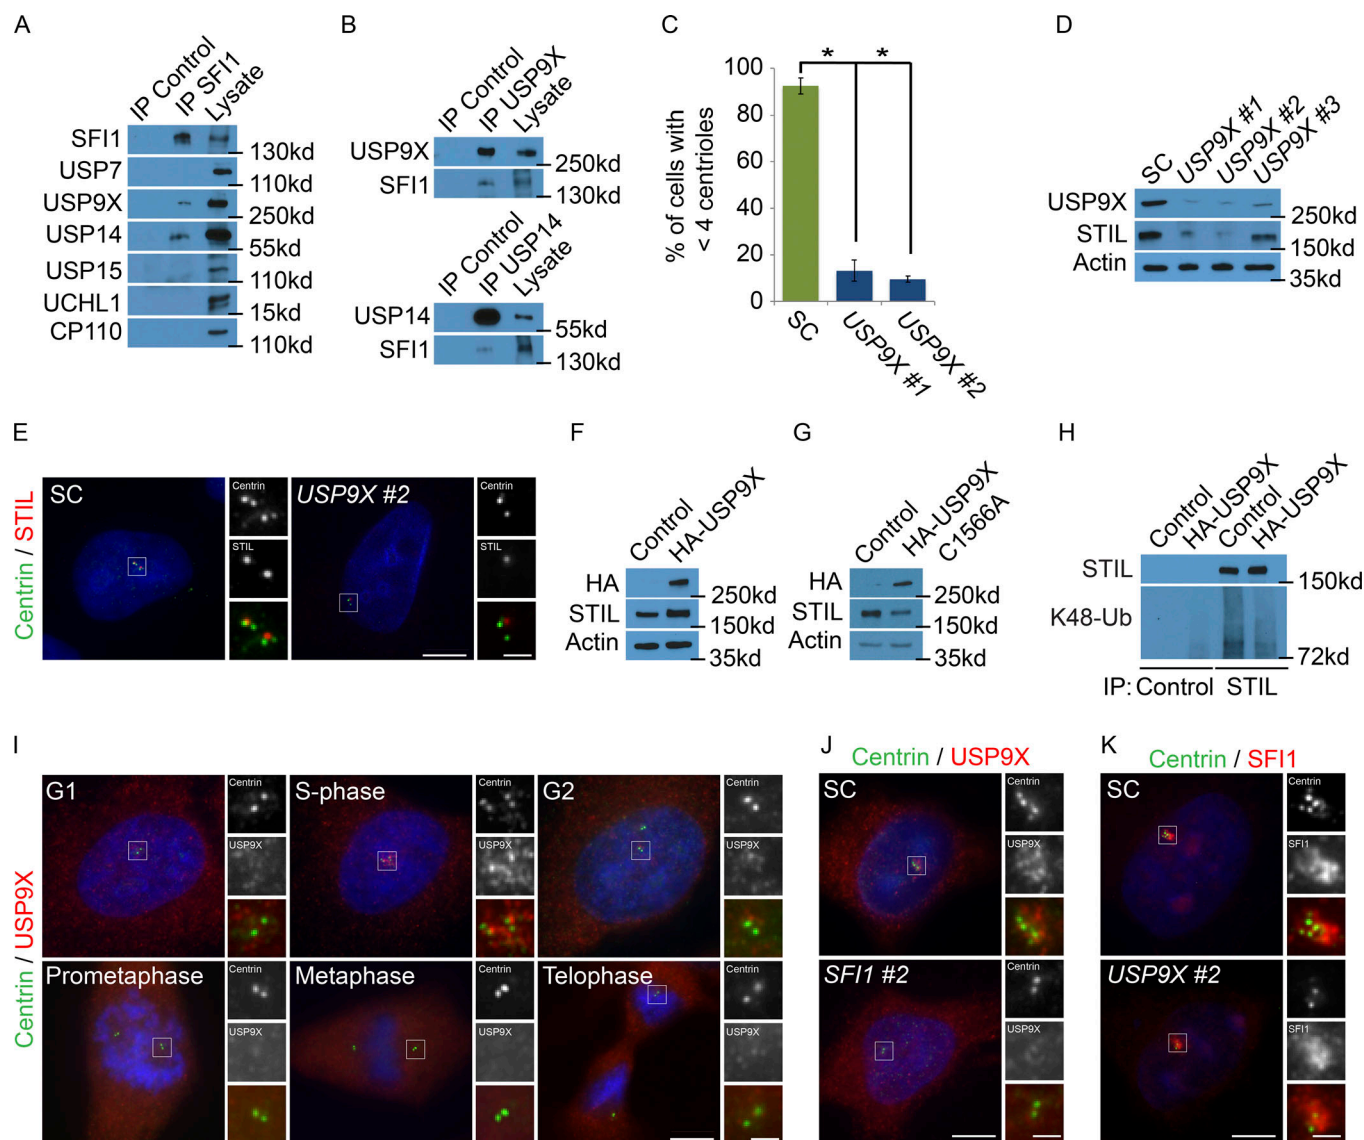 A
IP Control
IP SFI1
Lysate
SFI1
130kd
USP7
110kd
USP9X
250kd
USP14
55kd
USP15
110kd
UCHL1
15kd
CP110
110kd
B
IP Control
IP USP9X
Lysate
USP9X
250kd
SFI1
130kd
IP Control
IP USP14
Lysate
USP14
55kd
SFI1
130kd
C
% of cells with
< 4 centrioles
100
80
60
40
20
0
* *
SC
USP9X #1
USP9X #2
D
SC
USP9X #1
USP9X #2
USP9X #3
USP9X
250kd
STIL
150kd
Actin
35kd
E
Centrin / STIL
SC
Centrin
STIL
USP9X #2
Centrin
STIL
F
Control
HA-USP9X
HA
250kd
STIL
150kd
Actin
35kd
G
Control
HA-USP9X
C1566A
HA
250kd
STIL
150kd
Actin
35kd
H
Control
HA-USP9X
Control
HA-USP9X
STIL
150kd
K48-Ub
72kd
IP: Control STIL
I
Centrin / USP9X
G1
Centrin
USP9X
S-phase
Centrin
USP9X
G2
Centrin
USP9X
Prometaphase
Centrin
USP9X
Metaphase
Centrin
USP9X
Telophase
Centrin
USP9X
J
Centrin / USP9X
SC
Centrin
USP9X
SFI1 #2
Centrin
USP9X
K
Centrin / SFI1
SC
Centrin
SFI1
USP9X #2
Centrin
SFI1